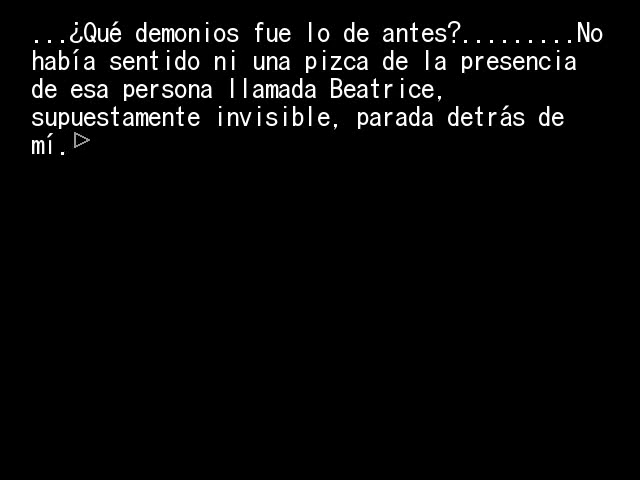 ...¿Qué demonios fue lo de antes?.........No
había sentido ni una pizca de la presencia
de esa persona llamada Beatrice,
supuestamente invisible, parada detrás de
mí.